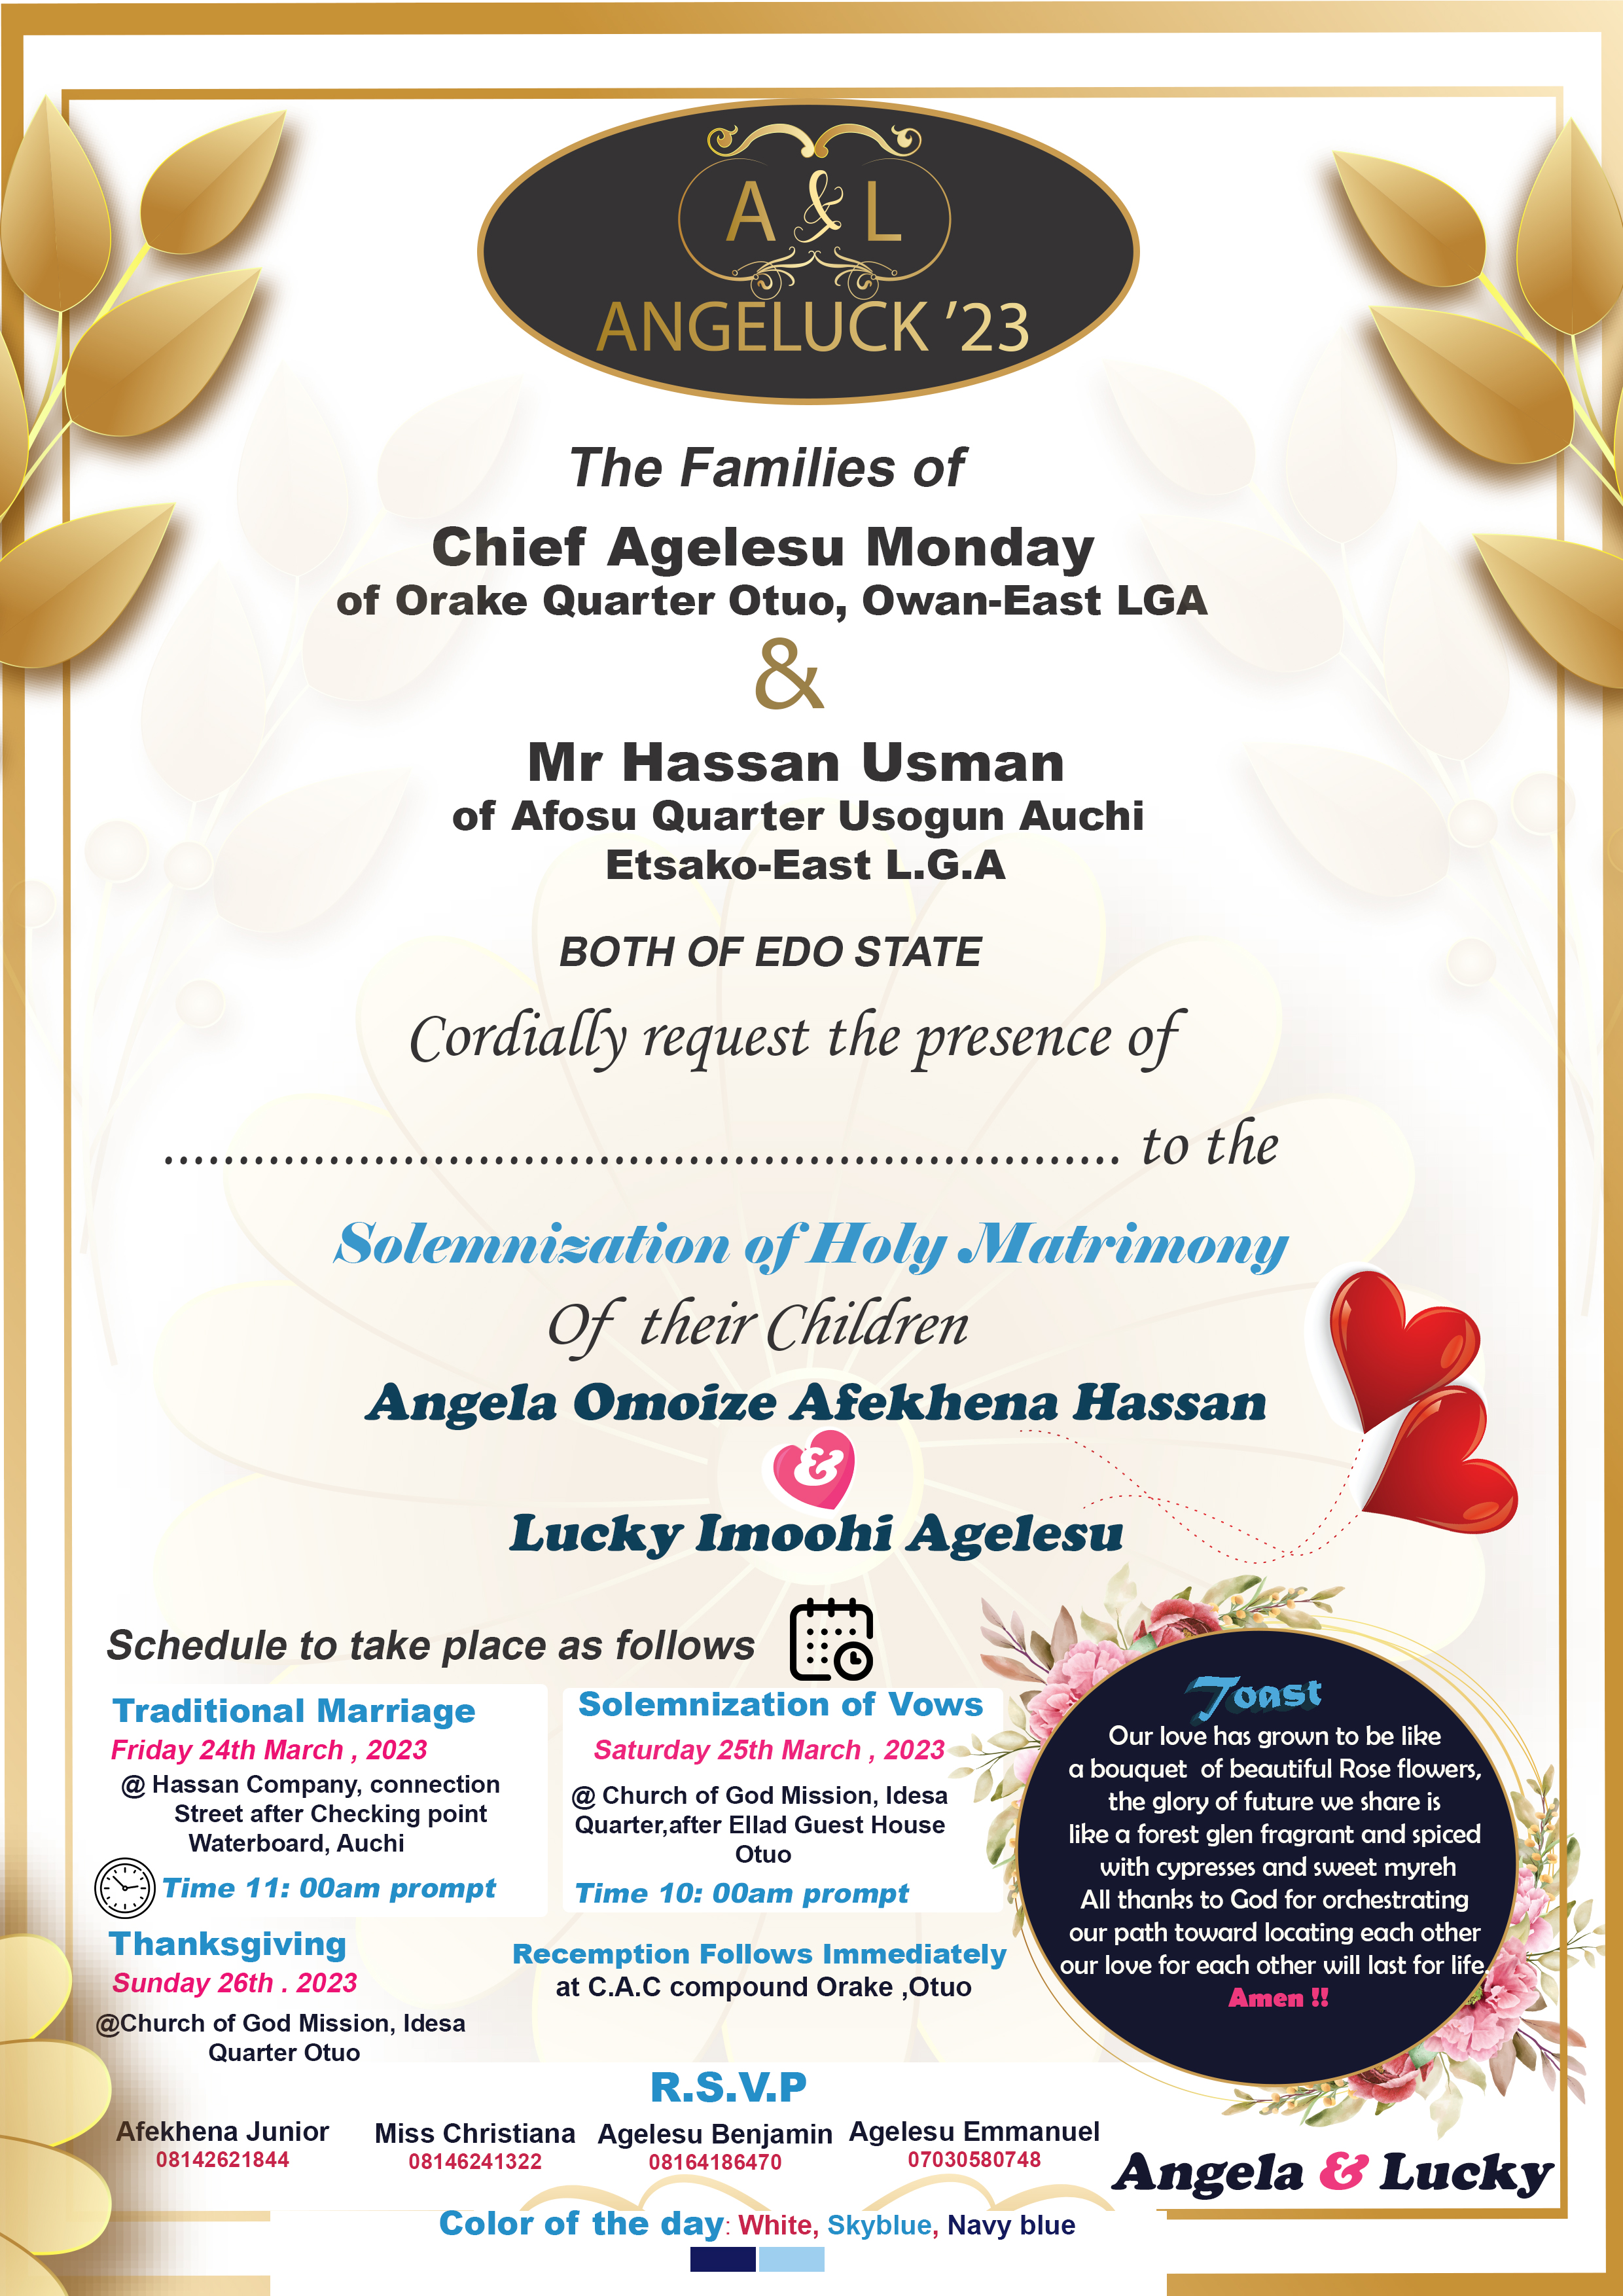 A & L
ANGELUCK ’23
The Families of
Chief Agelesu Monday
of Orake Quarter Otuo, Owan-East LGA
&
Mr Hassan Usman
of Afosu Quarter Usogun Auchi
Etsako-East L.G.A
BOTH OF EDO STATE
Cordially request the presence of
................................................................ to the
Solemnization of Holy Matrimony
Of their Children
Angela Omoize Afekhena Hassan
&
Lucky Imoohi Agelesu
Schedule to take place as follows
Traditional Marriage
Friday 24th March , 2023
@ Hassan Company, connection
Street after Checking point
Waterboard, Auchi
Time 11: 00am prompt
Solemnization of Vows
Saturday 25th March , 2023
@ Church of God Mission, Idesa
Quarter,after Ellad Guest House
Otuo
Time 10: 00am prompt
Thanksgiving
Sunday 26th . 2023
@Church of God Mission, Idesa
Quarter Otuo
Recemption Follows Immediately
at C.A.C compound Orake ,Otuo
Toast
Our love has grown to be like
a bouquet of beautiful Rose flowers,
the glory of future we share is
like a forest glen fragrant and spiced
with cypresses and sweet myreh
All thanks to God for orchestrating
our path toward locating each other
our love for each other will last for life.
Amen !!
R.S.V.P
Afekhena Junior
08142621844
Miss Christiana
08146241322
Agelesu Benjamin
08164186470
Agelesu Emmanuel
07030580748
Angela & Lucky
Color of the day: White, Skyblue, Navy blue